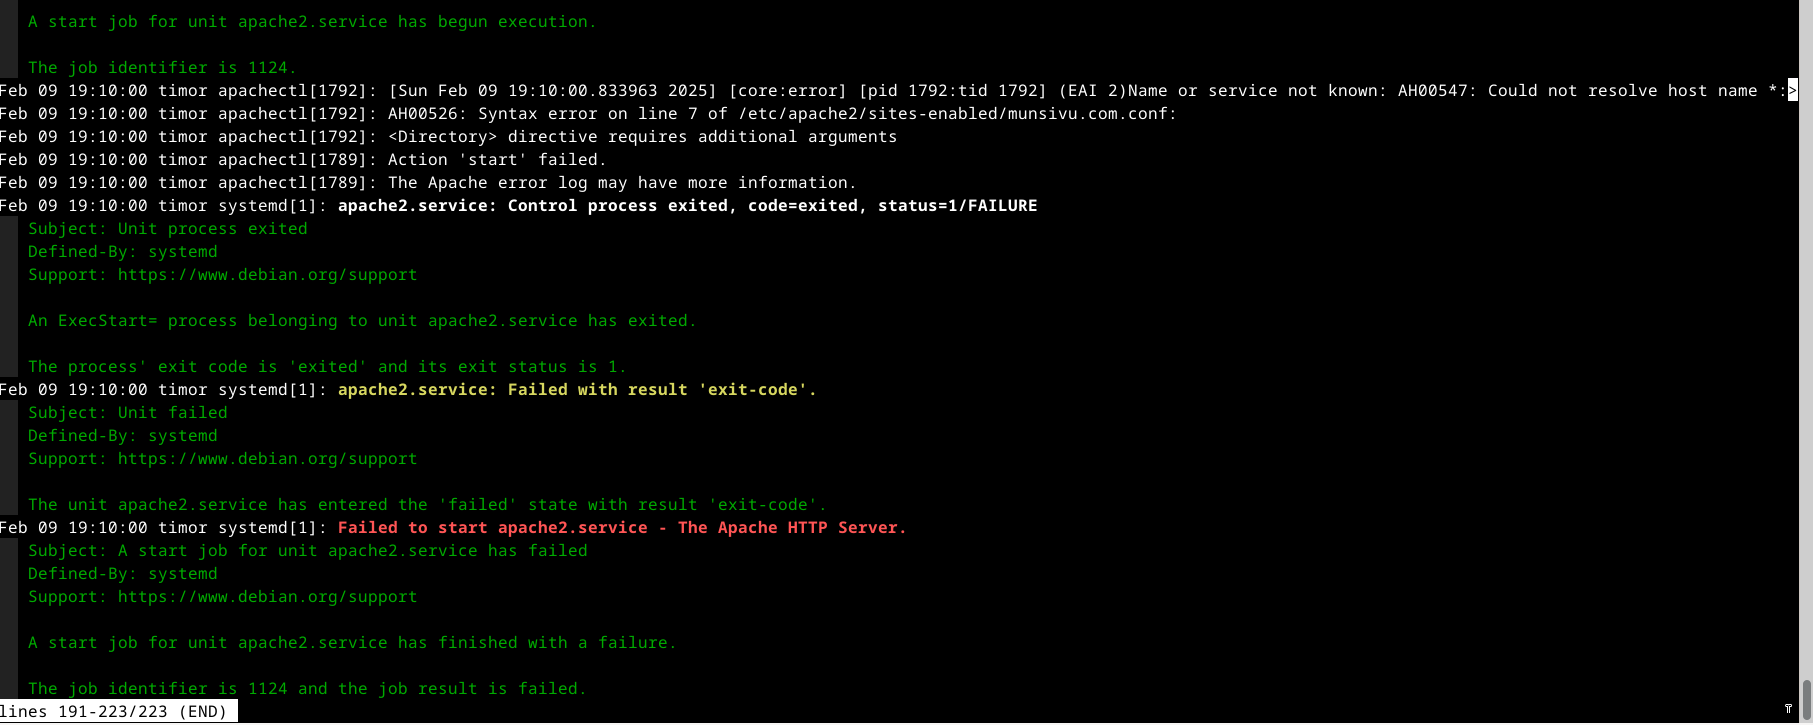 A start job for unit apache2.service has begun execution.
The job identifier is 1124.
Feb 09 19:10:00 timor apachectl[1792]: [Sun Feb 09 19:10:00.833963 2025] [core:error] [pid 1792:tid 1792] (EAI 2)Name or service not known: AH00547: Could not resolve host name *:>
Feb 09 19:10:00 timor apachectl[1792]: AH00526: Syntax error on line 7 of /etc/apache2/sites-enabled/munsivu.com.conf:
Feb 09 19:10:00 timor apachectl[1792]: <Directory> directive requires additional arguments
Feb 09 19:10:00 timor apachectl[1789]: Action 'start' failed.
Feb 09 19:10:00 timor apachectl[1789]: The Apache error log may have more information.
Feb 09 19:10:00 timor systemd[1]: apache2.service: Control process exited, code=exited, status=1/FAILURE
Subject: Unit process exited
Defined-By: systemd
Support: https://www.debian.org/support
An ExecStart= process belonging to unit apache2.service has exited.
The process' exit code is 'exited' and its exit status is 1.
Feb 09 19:10:00 timor systemd[1]: apache2.service: Failed with result 'exit-code'.
Subject: Unit failed
Defined-By: systemd
Support: https://www.debian.org/support
The unit apache2.service has entered the 'failed' state with result 'exit-code'.
Feb 09 19:10:00 timor systemd[1]: Failed to start apache2.service - The Apache HTTP Server.
Subject: A start job for unit apache2.service has failed
Defined-By: systemd
Support: https://www.debian.org/support
A start job for unit apache2.service has finished with a failure.
The job identifier is 1124 and the job result is failed.
lines 191-223/223 (END)